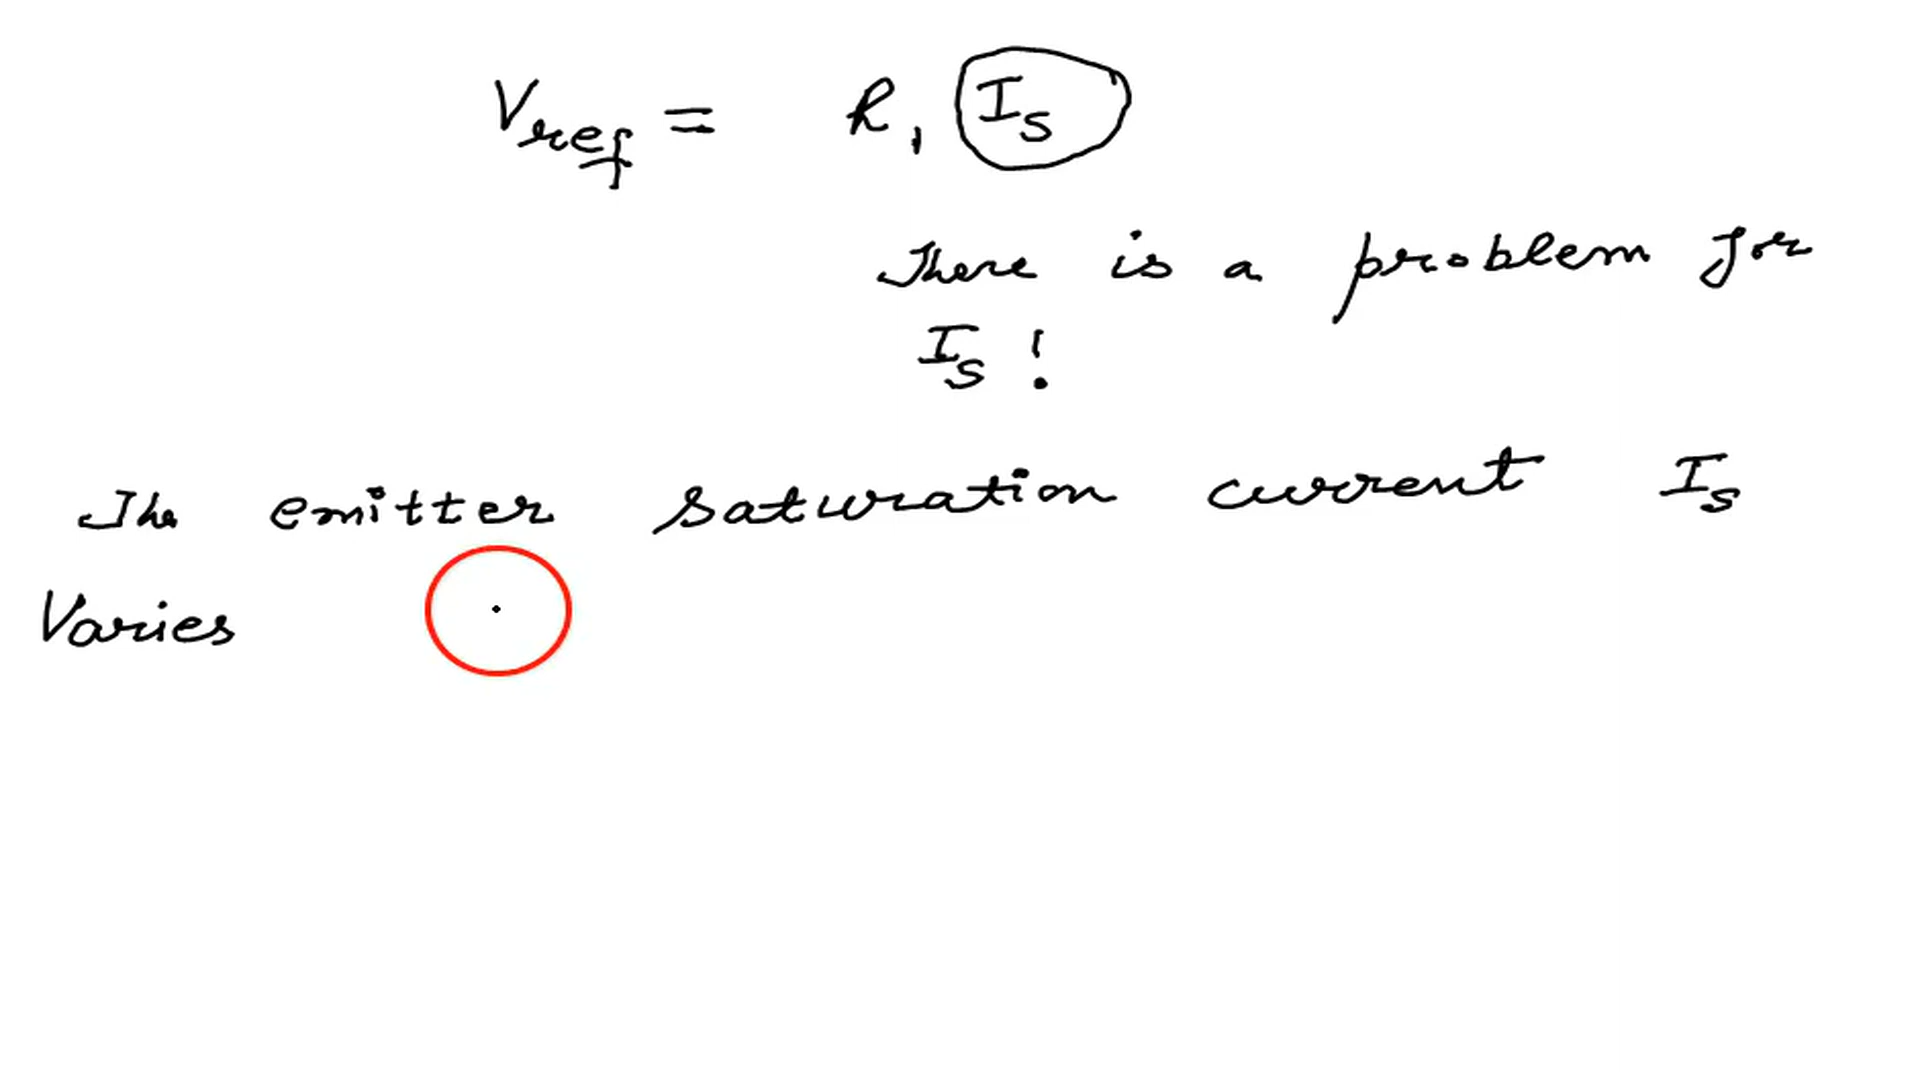 Vref = R1 IS
There is a problem for
IS !
The emitter saturation current IS
Varies